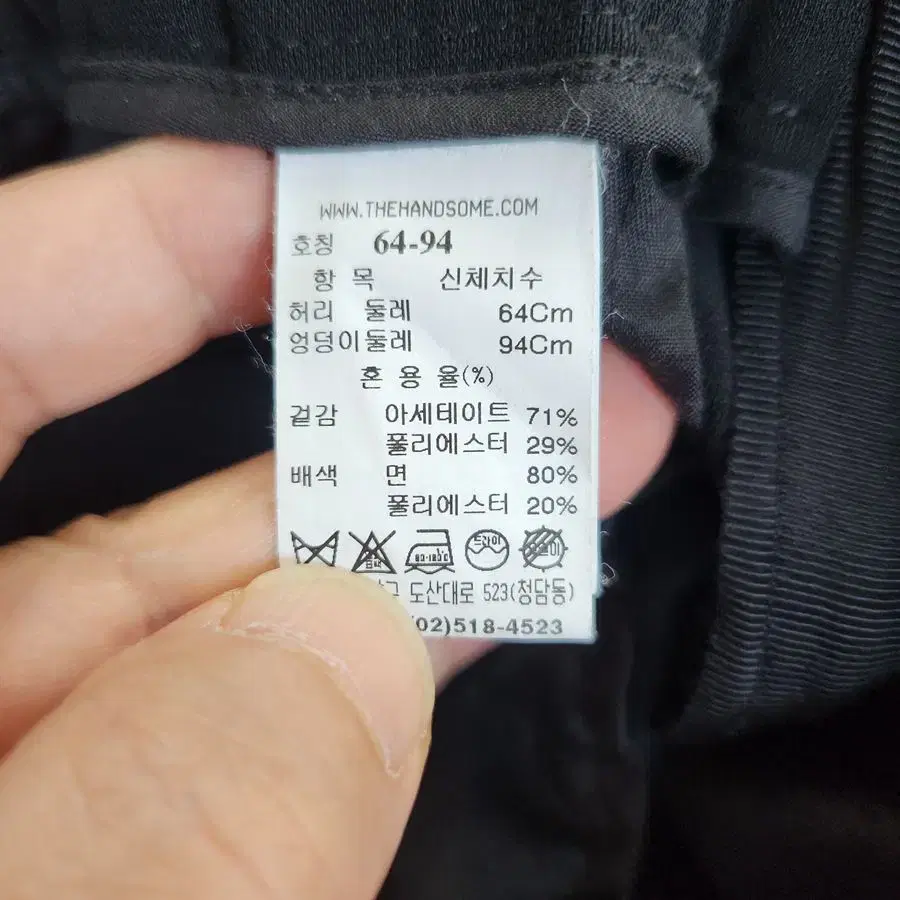 WWW.THEHANDSOME.COM
호칭 64-94
항 목 신체치수
허리 둘레 64Cm
엉덩이둘레 94Cm
혼 용 율(%)
겉감 아세테이트 71%
폴리에스터 29%
배색 면 80%
폴리에스터 20%
드라이
도산대로 523(청담동)
02)518-4523